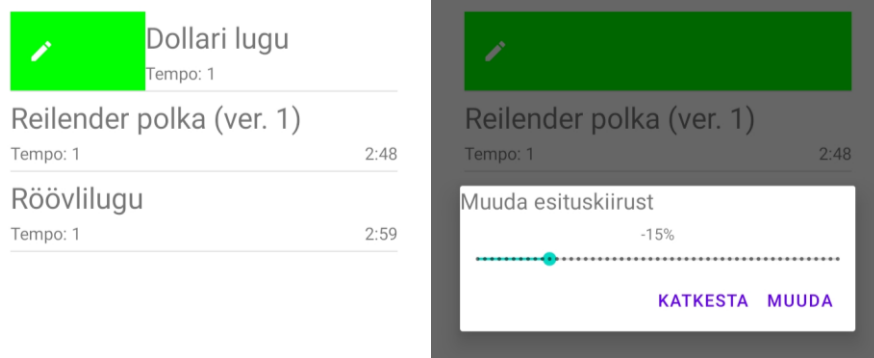 Dollari lugu
Tempo: 1
Reilender polka (ver. 1)
Tempo: 1 2:48
Röövlilugu
Tempo: 1 2:59
Reilender polka (ver. 1)
Tempo: 1 2:48
Muuda esituskiirust
-15%
KATKESTA MUUDA